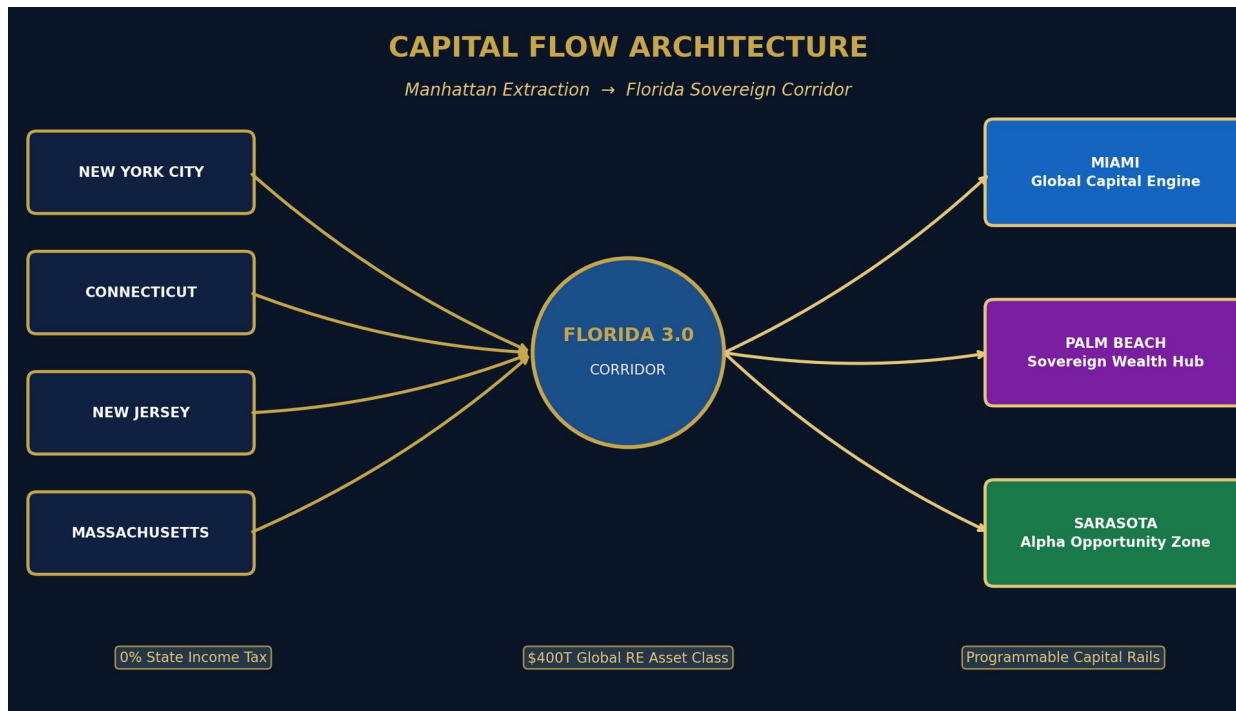 CAPITAL FLOW ARCHITECTURE
Manhattan Extraction → Florida Sovereign Corridor
NEW YORK CITY
CONNECTICUT
NEW JERSEY
MASSACHUSETTS
FLORIDA 3.0
CORRIDOR
MIAMI
Global Capital Engine
PALM BEACH
Sovereign Wealth Hub
SARASOTA
Alpha Opportunity Zone
0% State Income Tax
$400T Global RE Asset Class
Programmable Capital Rails